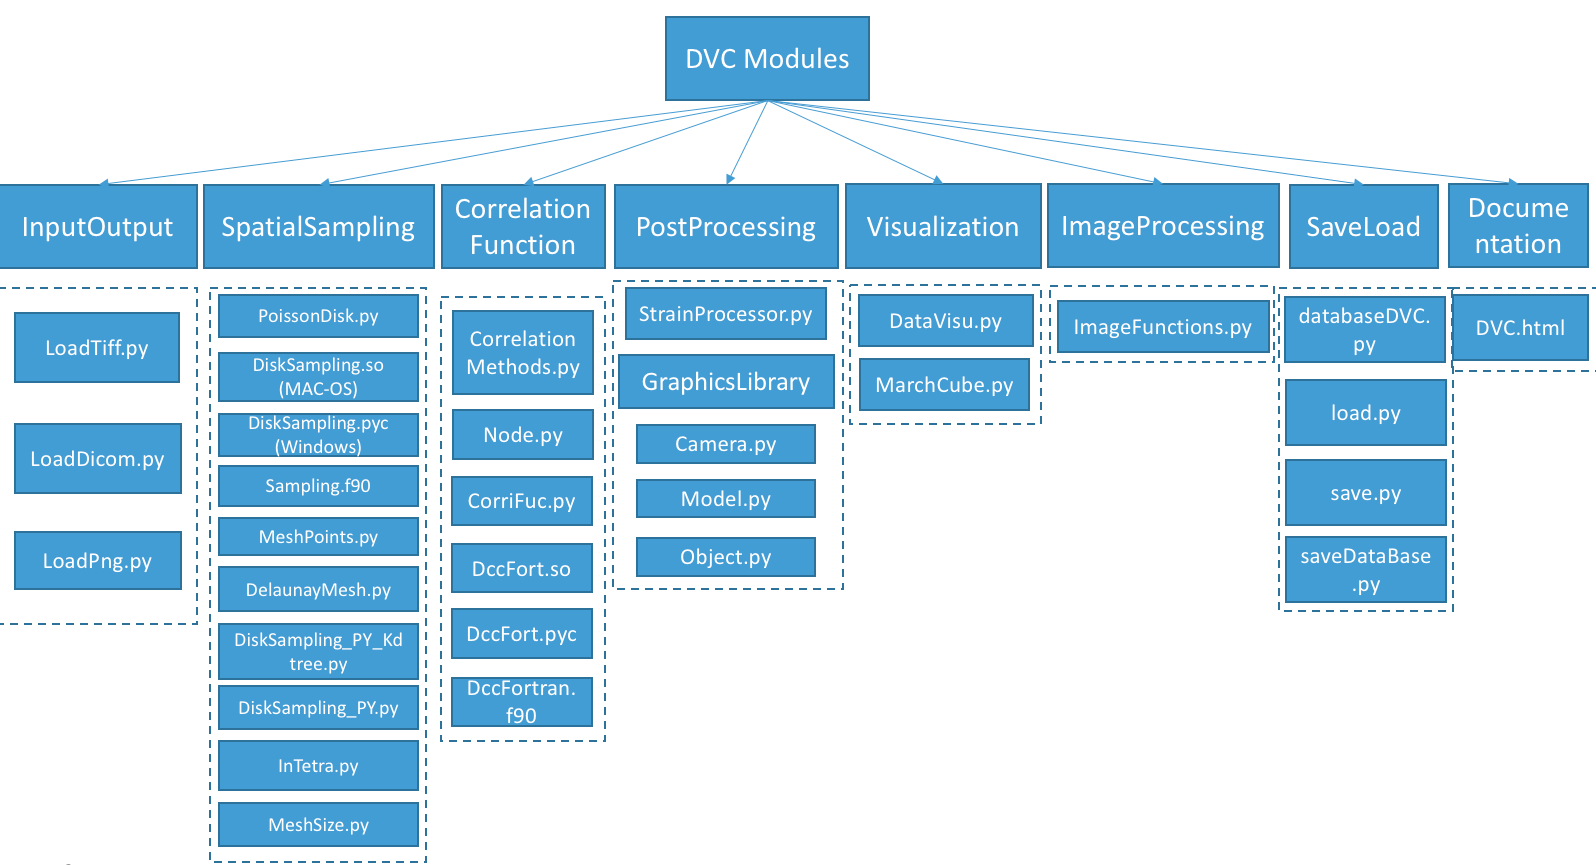 DVC Modules
InputOutput
SpatialSampling
Correlation
Function
PostProcessing
Visualization
ImageProcessing
SaveLoad
Docume
ntation
LoadTiff.py
LoadDicom.py
LoadPng.py
PoissonDisk.py
DiskSampling.so
(MAC-OS)
DiskSampling.pyc
(Windows)
Sampling.f90
MeshPoints.py
DelaunayMesh.py
DiskSampling_PY_Kd
tree.py
DiskSampling_PY.py
InTetra.py
MeshSize.py
Correlation
Methods.py
Node.py
CorriFuc.py
DccFort.so
DccFort.pyc
DccFortran.
f90
StrainProcessor.py
GraphicsLibrary
Camera.py
Model.py
Object.py
DataVisu.py
MarchCube.py
ImageFunctions.py
databaseDVC.
py
load.py
save.py
saveDataBase
.py
DVC.html